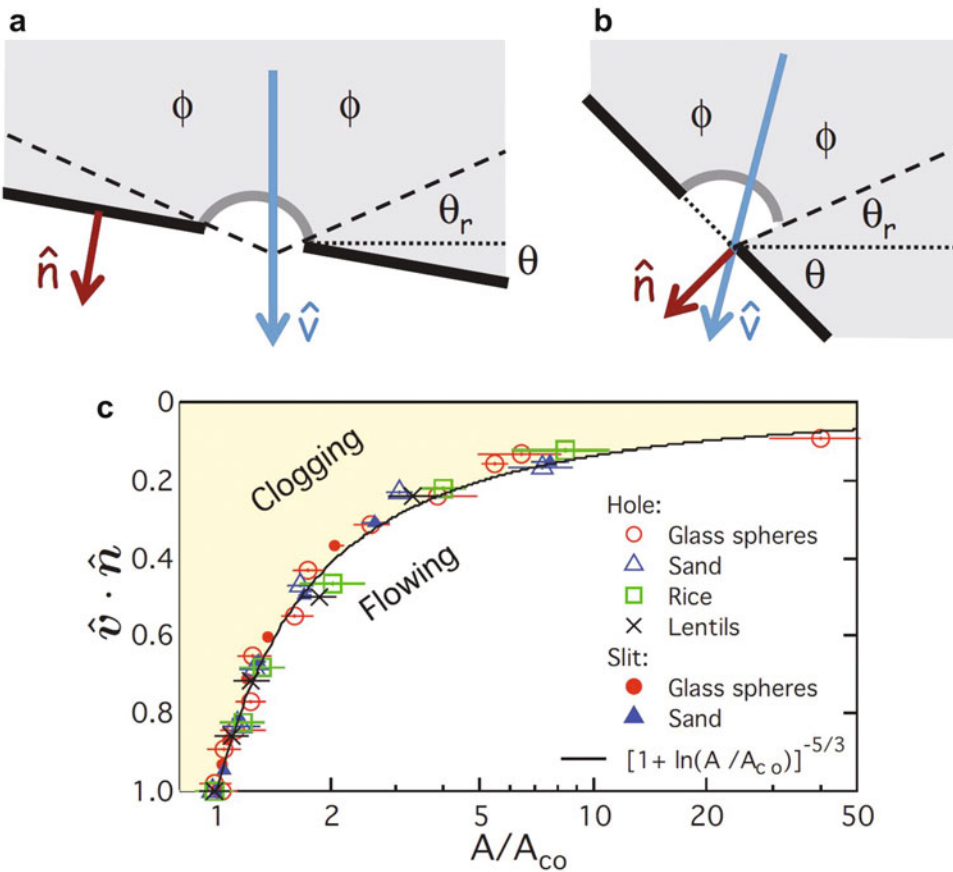 a
b
ϕ ϕ
θr
θ
n̂
v̂
ϕ
ϕ
θr
θ
n̂
v̂
c
Clogging
Flowing
0
0.2
0.4
0.6
0.8
1.0
v̂ · n̂
Hole:
Glass spheres
Sand
Rice
Lentils
Slit:
Glass spheres
Sand
[1+ ln(A /Aco)]^-5/3
1 2 5 10 20 50
A/Aco